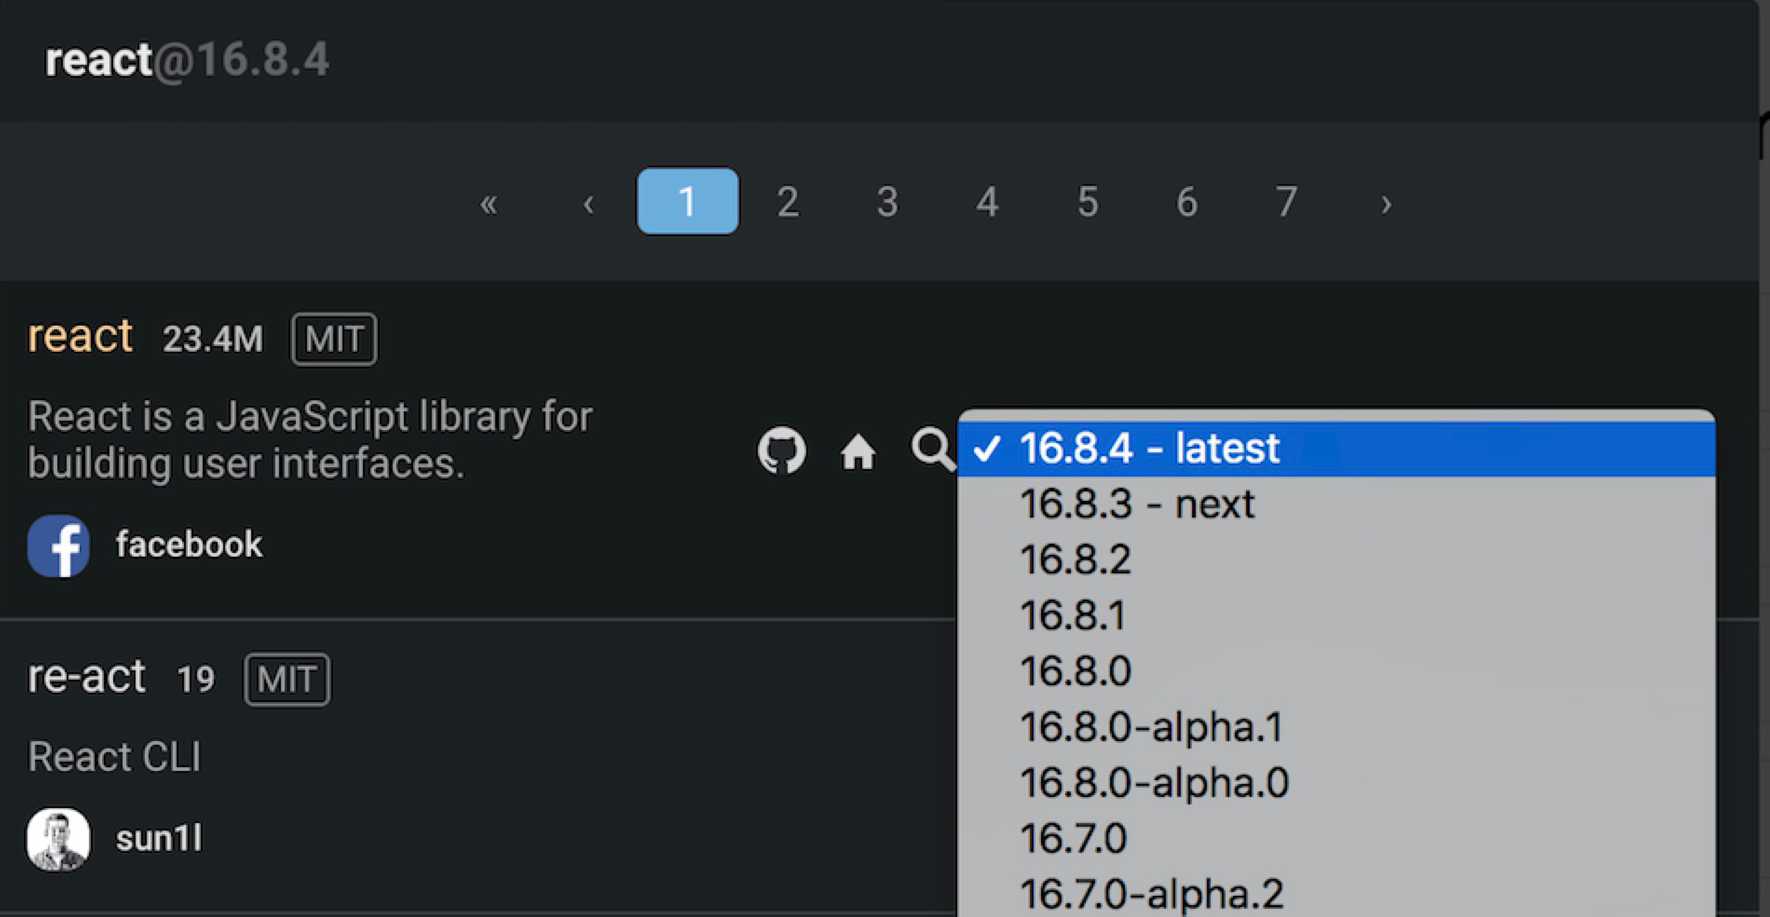 react@16.8.4
« ‹ 1 2 3 4 5 6 7 ›
react 23.4M MIT
React is a JavaScript library for
building user interfaces.
facebook
✓ 16.8.4 - latest
16.8.3 - next
16.8.2
16.8.1
16.8.0
16.8.0-alpha.1
16.8.0-alpha.0
16.7.0
16.7.0-alpha.2
re-act 19 MIT
React CLI
sun1l